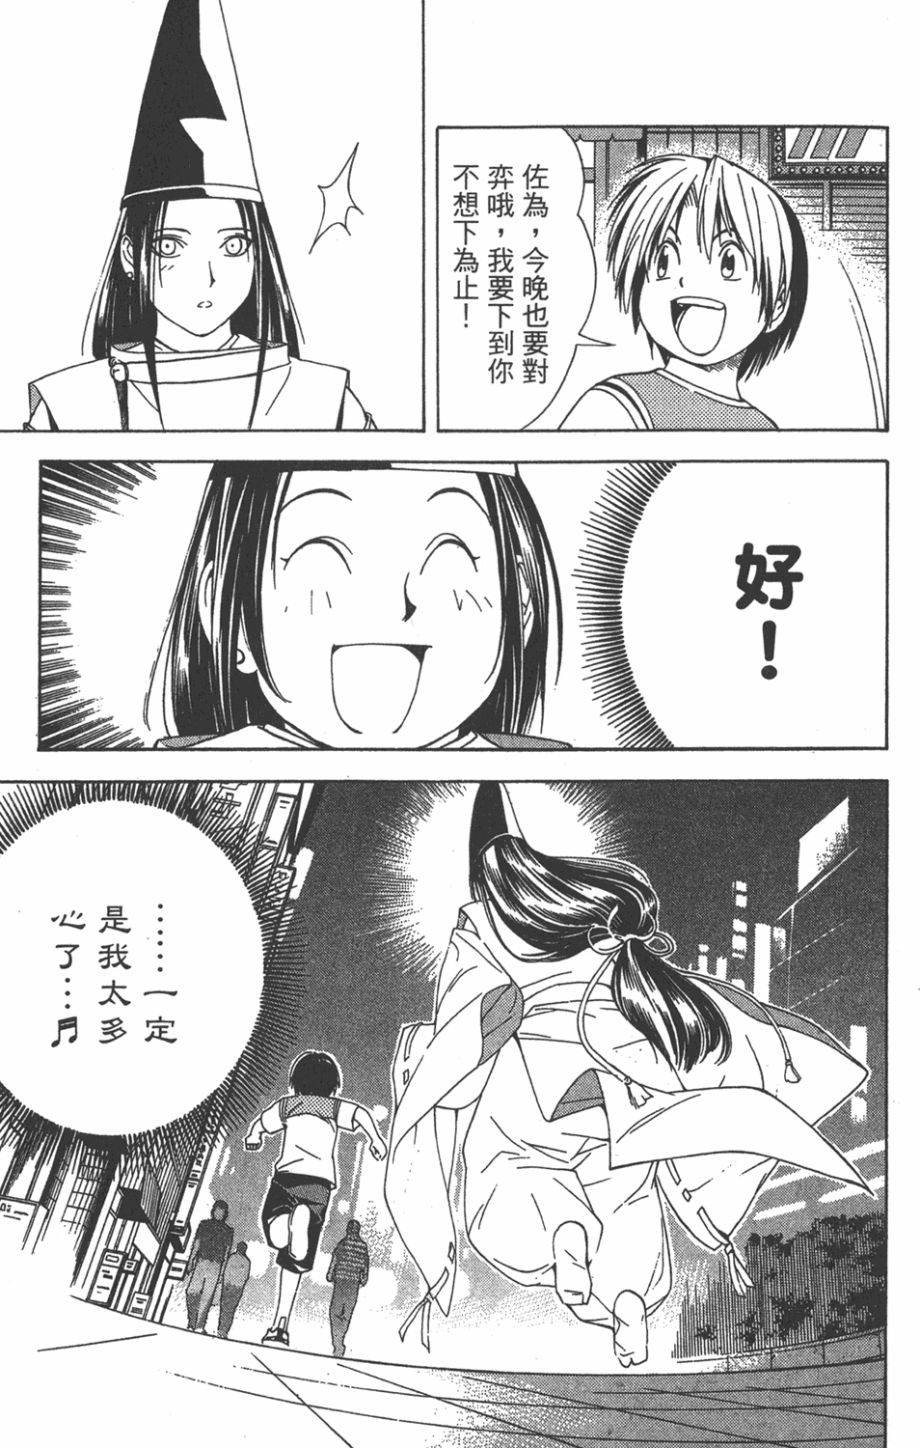 佐為，今晚也要對
弈哦，我要下到你
不想下為止！
好！
……一定
是我太多
心了…♬